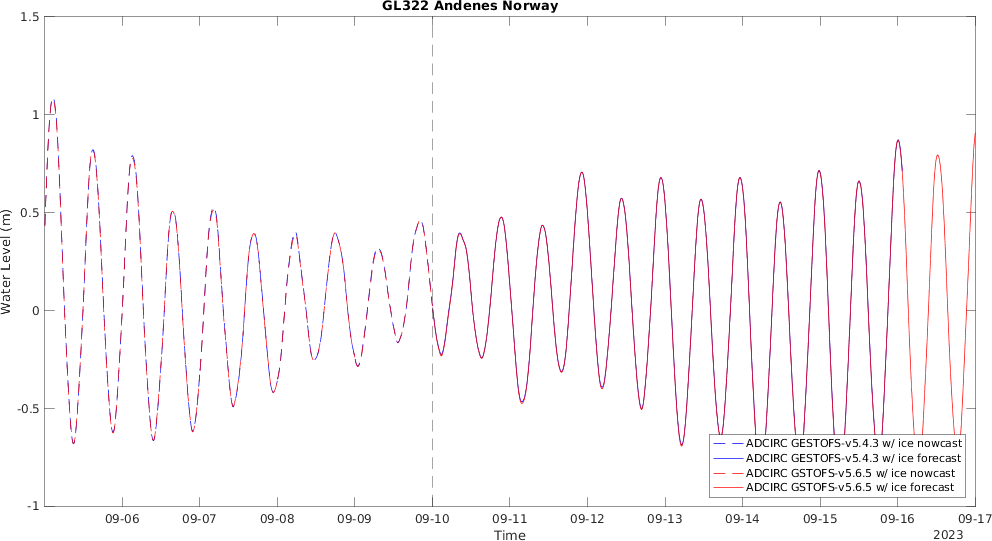 GL322 Andenes Norway
1.5
1
0.5
0
-0.5
-1
Water Level (m)
09-06 09-07 09-08 09-09 09-10 09-11 09-12 09-13 09-14 09-15 09-16 09-17
Time
2023
ADCIRC GESTOFS-v5.4.3 w/ ice nowcast
ADCIRC GESTOFS-v5.4.3 w/ ice forecast
ADCIRC GSTOFS-v5.6.5 w/ ice nowcast
ADCIRC GSTOFS-v5.6.5 w/ ice forecast